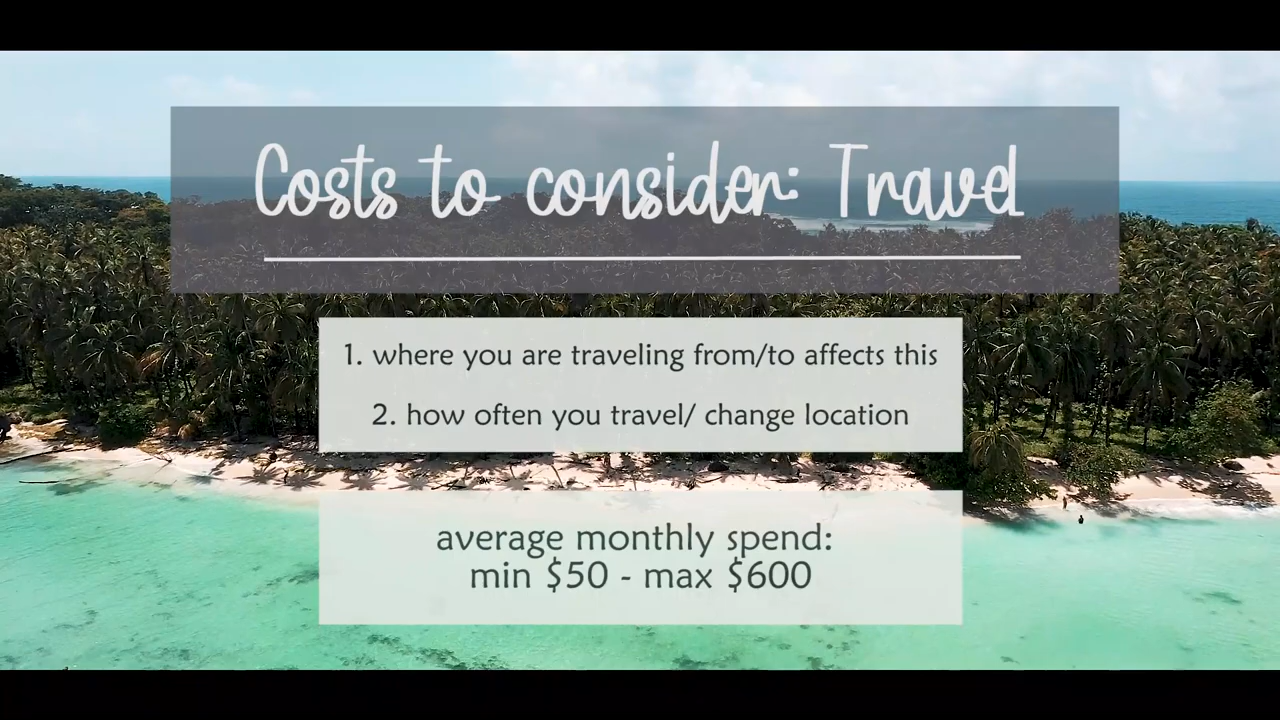 Costs to consider: Travel
1. where you are traveling from/to affects this
2. how often you travel/ change location
average monthly spend:
min $50 - max $600